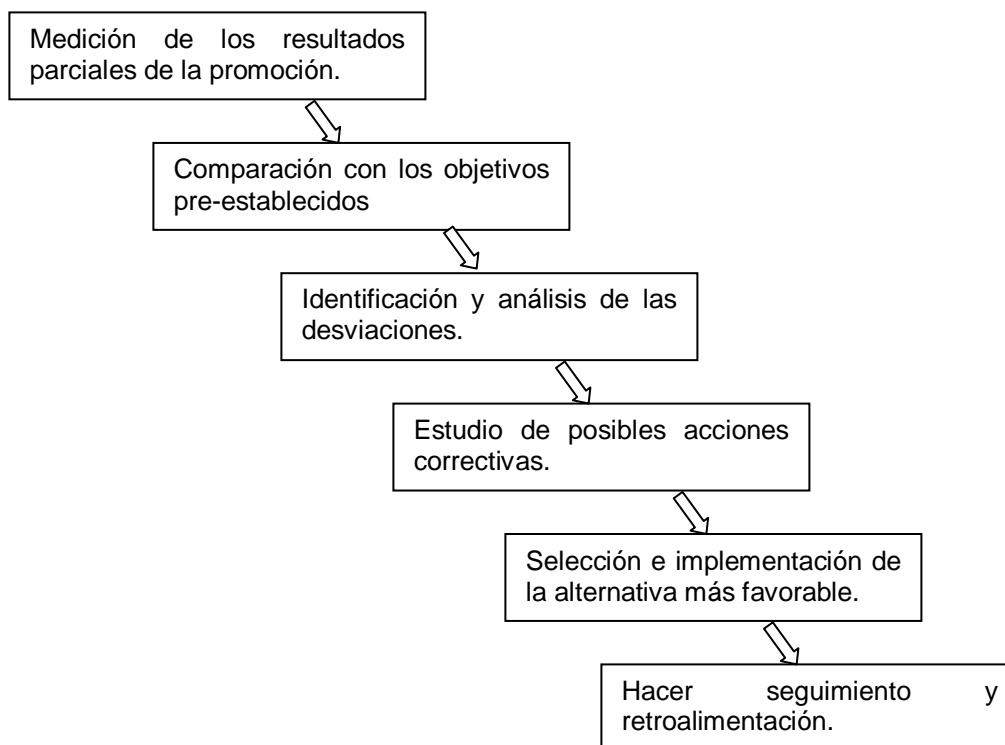 Medición de los resultados
parciales de la promoción.
Comparación con los objetivos
pre-establecidos
Identificación y análisis de las
desviaciones.
Estudio de posibles acciones
correctivas.
Selección e implementación de
la alternativa más favorable.
Hacer seguimiento y
retroalimentación.